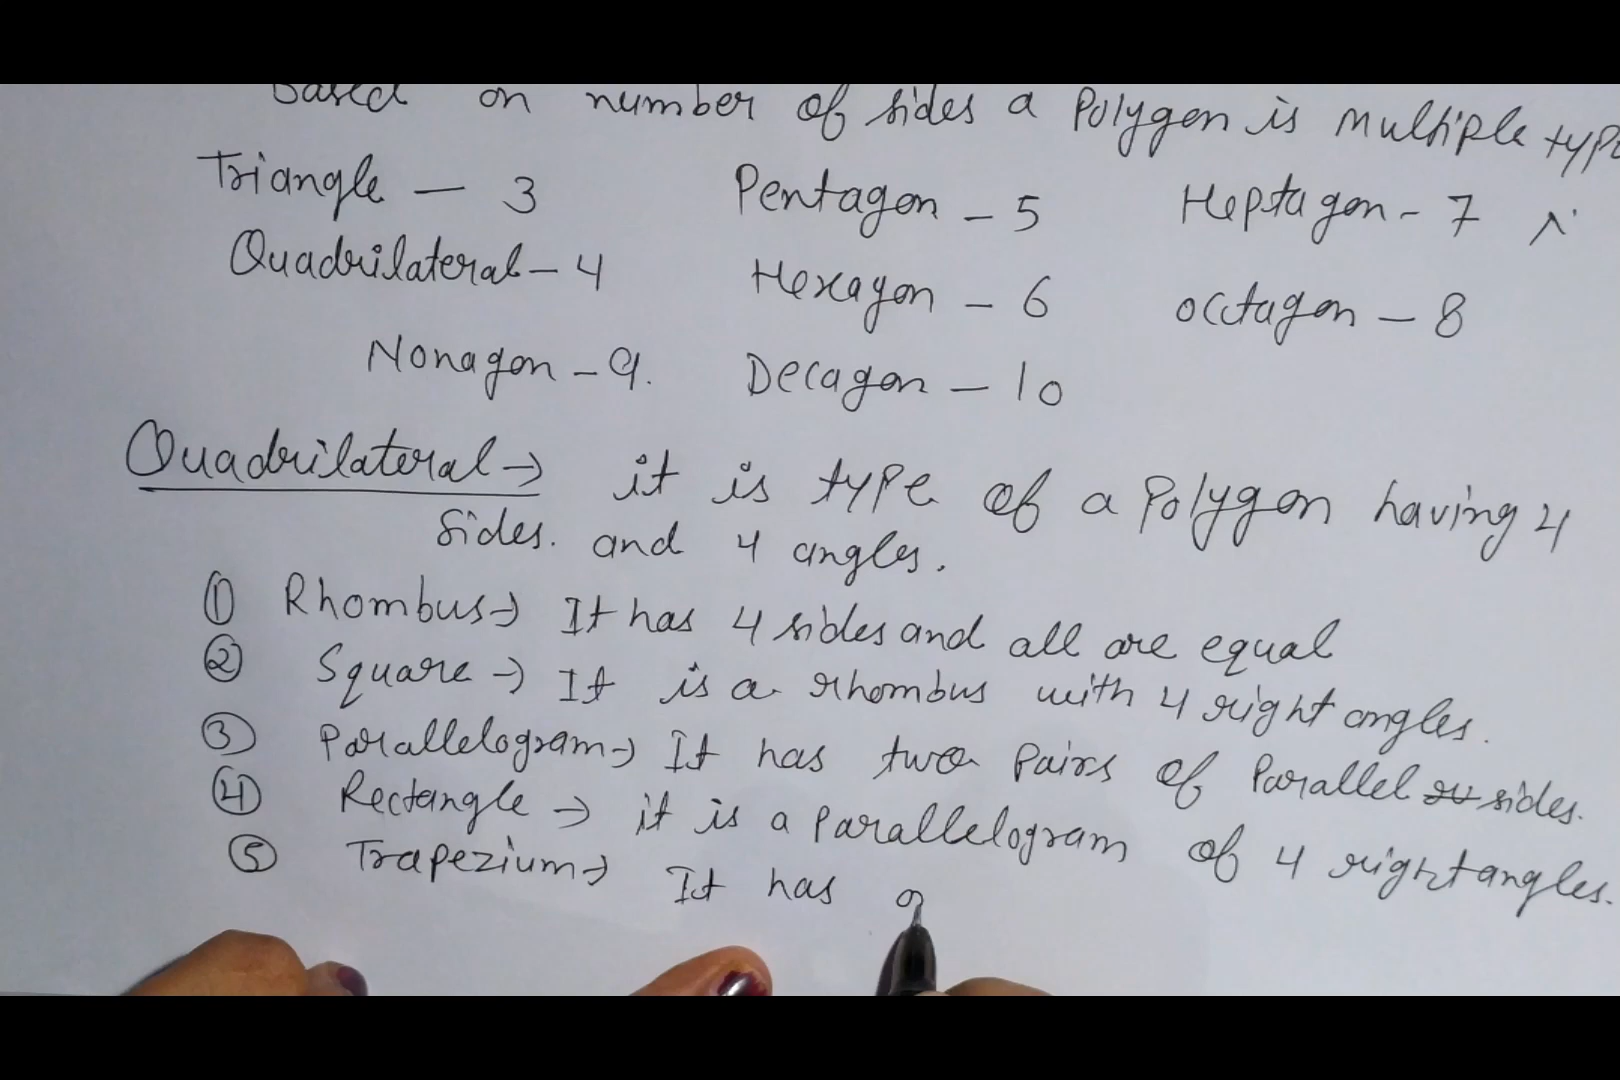 Based on number of sides a Polygon is multiple
Triangle - 3 Pentagon - 5 Heptagon - 7
Quadrilateral - 4 Hexagon - 6 Octagon - 8
Nonagon - 9. Decagon - 10
Quadrilateral → it is type of a Polygon having 4
sides. and 4 angles.
① Rhombus → It has 4 sides and all are equal
② Square → It is a rhombus with 4 right angles.
③ Parallelogram → It has two Pairs of Parallel sides.
④ Rectangle → it is a Parallelogram of 4 rightangles.
⑤ Trapezium → It has